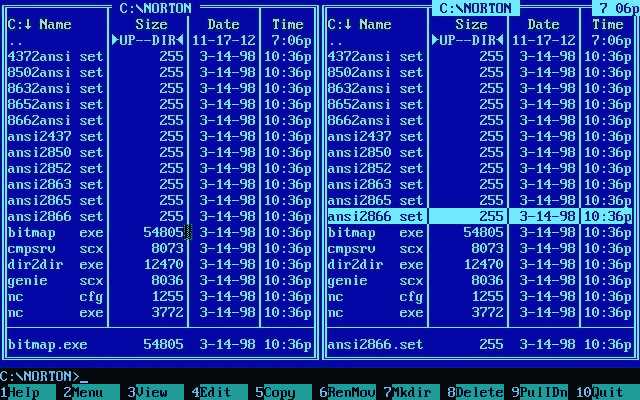 C:\NORTON C:\NORTON 7 06p
C:↓ Name Size Date Time C:↓ Name Size Date Time
.. ►UP--DIR◄ 11-17-12 7:06p .. ►UP--DIR◄ 11-17-12 7:06p
4372ansi set 255 3-14-98 10:36p 4372ansi set 255 3-14-98 10:36p
8502ansi set 255 3-14-98 10:36p 8502ansi set 255 3-14-98 10:36p
8632ansi set 255 3-14-98 10:36p 8632ansi set 255 3-14-98 10:36p
8652ansi set 255 3-14-98 10:36p 8652ansi set 255 3-14-98 10:36p
8662ansi set 255 3-14-98 10:36p 8662ansi set 255 3-14-98 10:36p
ansi2437 set 255 3-14-98 10:36p ansi2437 set 255 3-14-98 10:36p
ansi2850 set 255 3-14-98 10:36p ansi2850 set 255 3-14-98 10:36p
ansi2852 set 255 3-14-98 10:36p ansi2852 set 255 3-14-98 10:36p
ansi2863 set 255 3-14-98 10:36p ansi2863 set 255 3-14-98 10:36p
ansi2865 set 255 3-14-98 10:36p ansi2865 set 255 3-14-98 10:36p
ansi2866 set 255 3-14-98 10:36p ansi2866 set 255 3-14-98 10:36p
bitmap exe 54805 3-14-98 10:36p bitmap exe 54805 3-14-98 10:36p
cmpsrv scx 8073 3-14-98 10:36p cmpsrv scx 8073 3-14-98 10:36p
dir2dir exe 12470 3-14-98 10:36p dir2dir exe 12470 3-14-98 10:36p
genie scx 8036 3-14-98 10:36p genie scx 8036 3-14-98 10:36p
nc cfg 1255 3-14-98 10:36p nc cfg 1255 3-14-98 10:36p
nc exe 3772 3-14-98 10:36p nc exe 3772 3-14-98 10:36p
bitmap.exe 54805 3-14-98 10:36p ansi2866.set 255 3-14-98 10:36p
C:\NORTON>_
1Help 2Menu 3View 4Edit 5Copy 6RenMov 7Mkdir 8Delete 9PullDn 10Quit